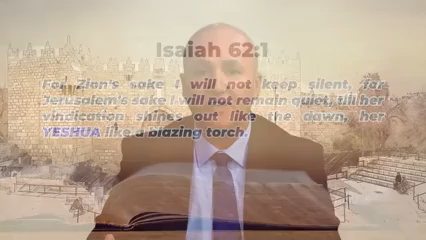 Isaiah 62:1
For Zion's sake I will not keep silent, for
Jerusalem's sake I will not remain quiet, till her
vindication shines out like the dawn, her
YESHUA like a blazing torch.